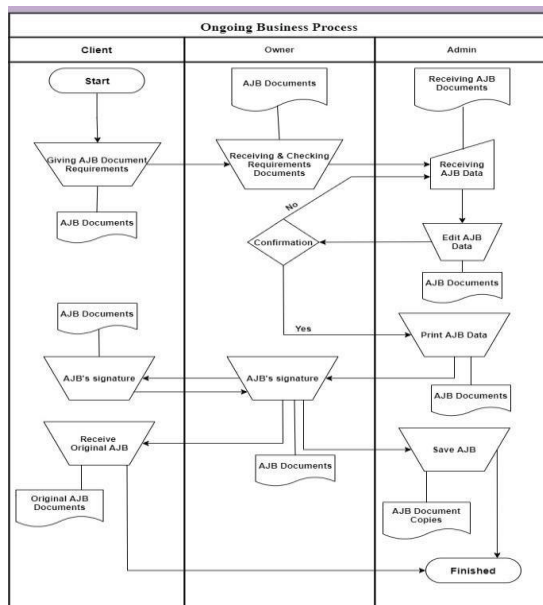 Ongoing Business Process
Client
Owner
Admin
Start
AJB Documents
Receiving AJB
Documents
Giving AJB Document
Requirements
Receiving & Checking
Requirements
Documents
Receiving
AJB Data
AJB Documents
No
Confirmation
Edit AJB
Data
AJB Documents
AJB Documents
Yes
Print AJB Data
AJB's signature
AJB's signature
AJB Documents
Receive
Original AJB
AJB Documents
Save AJB
Original AJB
Documents
AJB Document
Copies
Finished